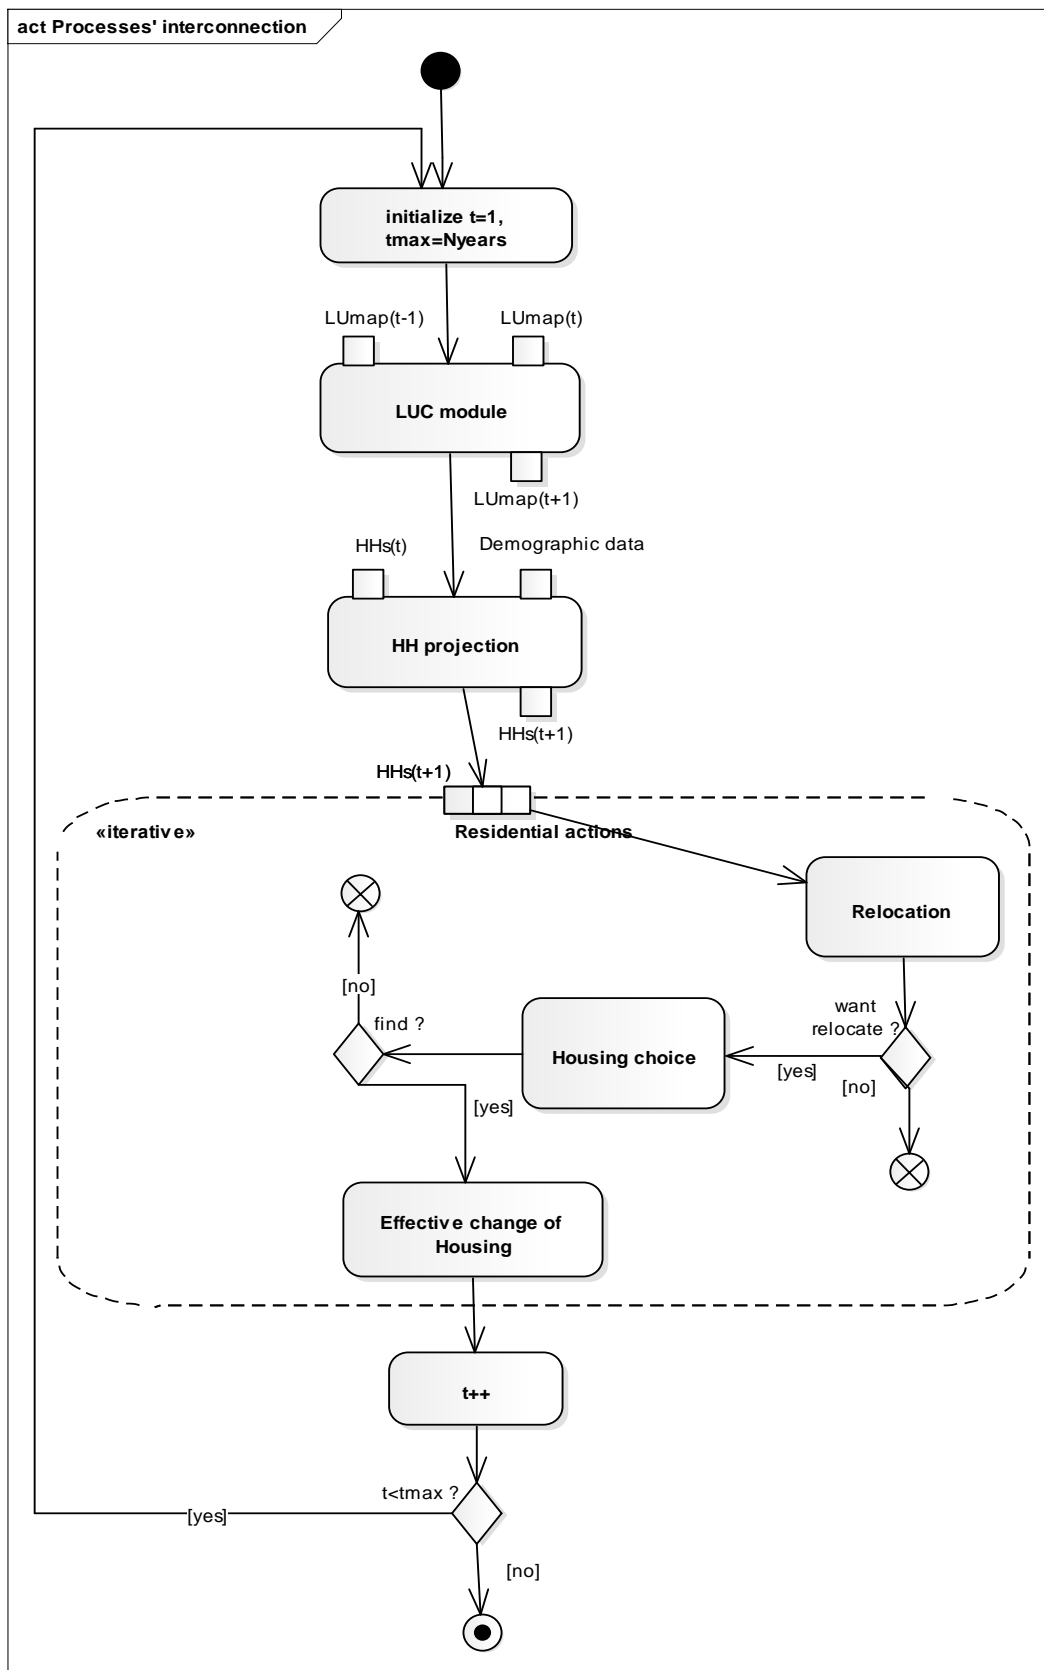 act Processes' interconnection
initialize t=1,
tmax=Nyears
LUmap(t-1)
LUmap(t)
LUC module
LUmap(t+1)
HHs(t)
Demographic data
HH projection
HHs(t+1)
HHs(t+1)
«iterative»
Residential actions
Relocation
[no]
want
relocate ?
find ?
Housing choice
[yes]
[no]
[yes]
Effective change of
Housing
t++
t<tmax ?
[yes]
[no]